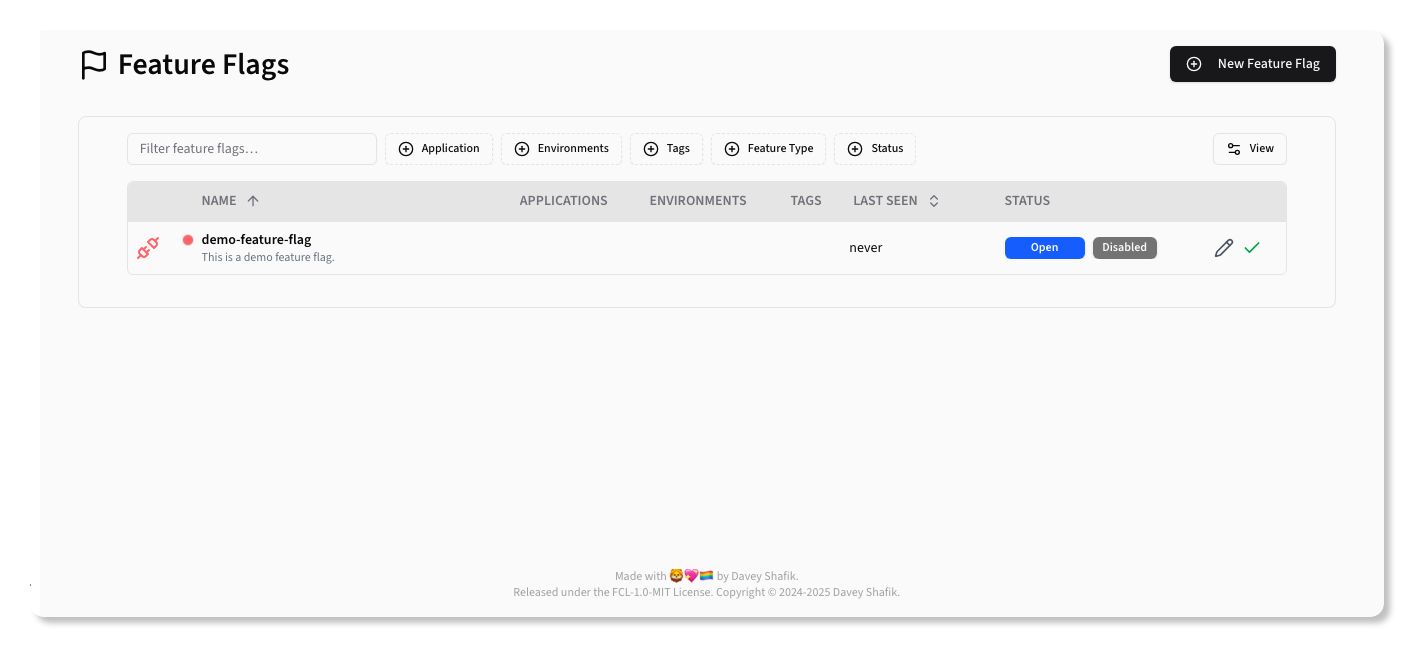 Feature Flags
New Feature Flag
Filter feature flags...
Application
Environments
Tags
Feature Type
Status
View
NAME
APPLICATIONS
ENVIRONMENTS
TAGS
LAST SEEN
STATUS
demo-feature-flag
This is a demo feature flag.
never
Open
Disabled
Made with 🦁💖🏳️‍🌈 by Davey Shafik.
Released under the FCL-1.0-MIT License. Copyright © 2024-2025 Davey Shafik.